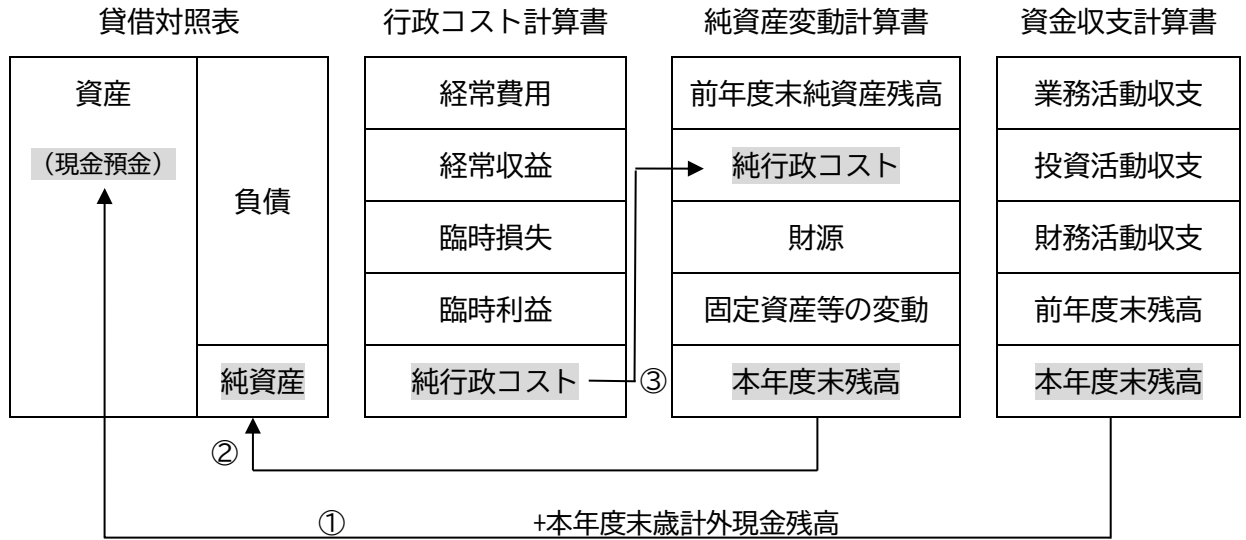 貸借対照表
資産
（現金預金）
負債
純資産
行政コスト計算書
経常費用
経常収益
臨時損失
臨時利益
純行政コスト
③
純資産変動計算書
前年度末純資産残高
純行政コスト
財源
固定資産等の変動
本年度末残高
資金収支計算書
業務活動収支
投資活動収支
財務活動収支
前年度末残高
本年度末残高
②
①
+本年度末歳計外現金残高